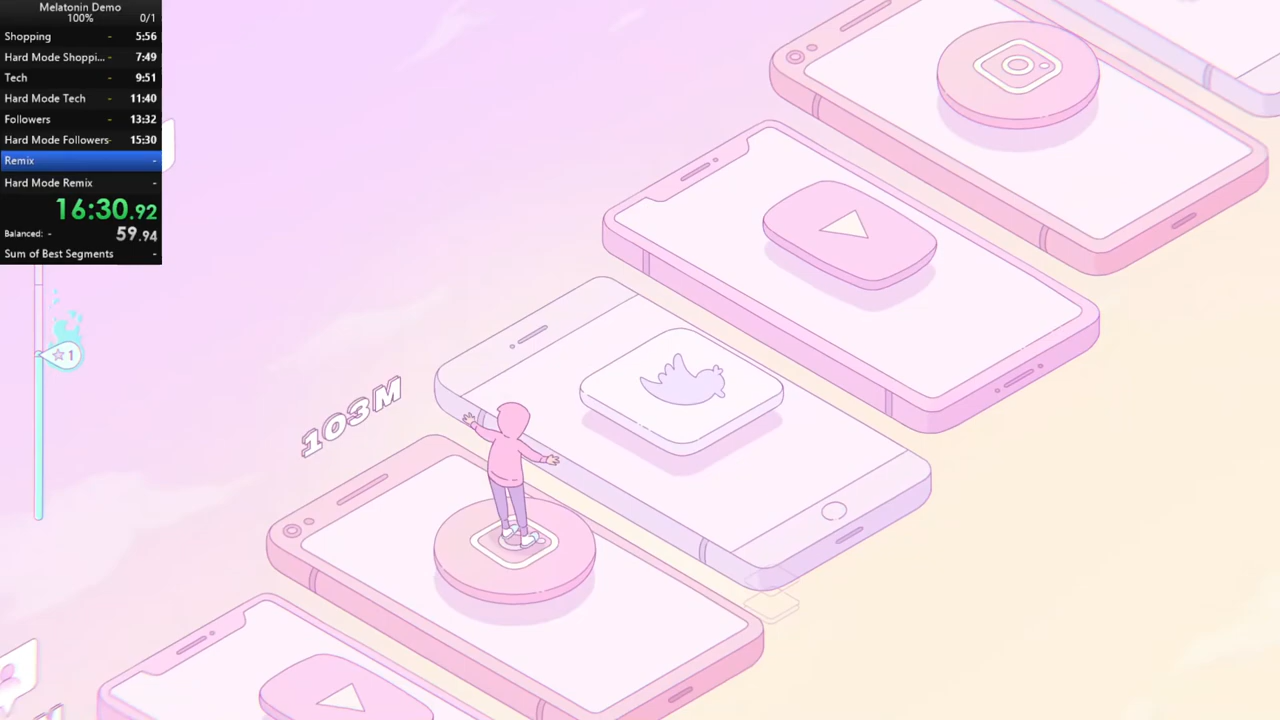 Melatonin Demo
100% 0/1
Shopping - 5:56
Hard Mode Shoppi... - 7:49
Tech - 9:51
Hard Mode Tech - 11:40
Followers - 13:32
Hard Mode Followers - 15:30
Remix -
Hard Mode Remix -
16:30.92
Balanced: - 59.94
Sum of Best Segments -
1
103M